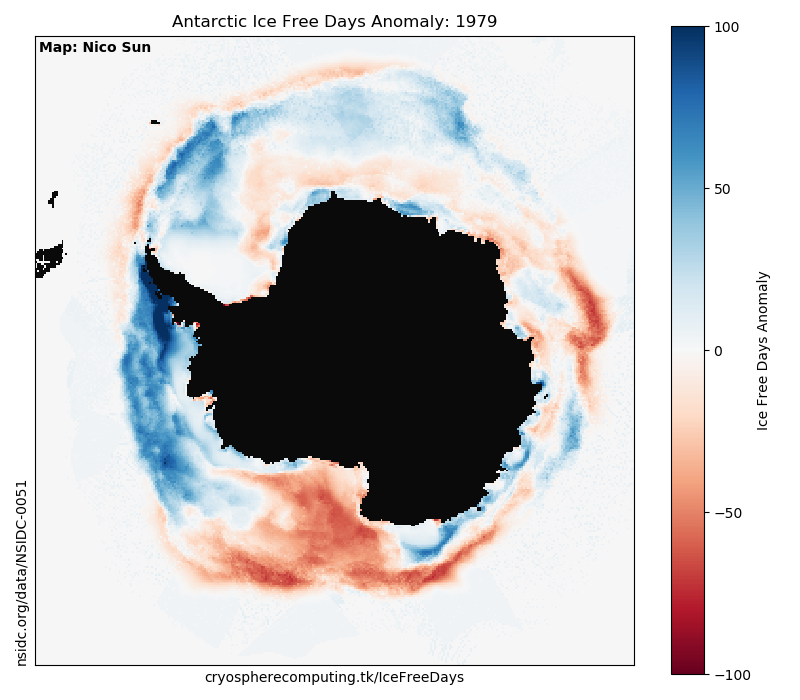 Antarctic Ice Free Days Anomaly: 1979
Map: Nico Sun
100
50
0
−50
−100
Ice Free Days Anomaly
nsidc.org/data/NSIDC-0051
cryospherecomputing.tk/IceFreeDays